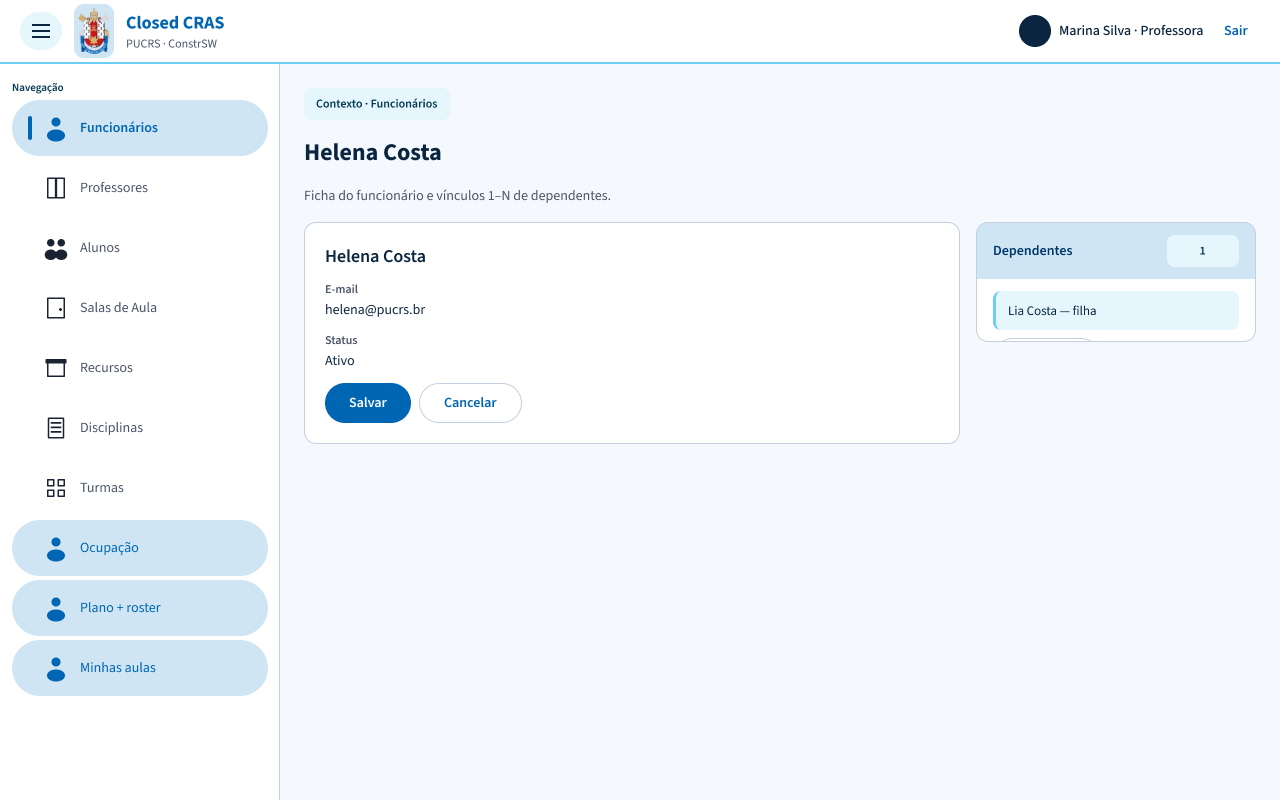 Closed CRAS
PUCRS · ConstrSW
Marina Silva · Professora
Sair
Navegação
Funcionários
Professores
Alunos
Salas de Aula
Recursos
Disciplinas
Turmas
Ocupação
Plano + roster
Minhas aulas
Contexto · Funcionários
Helena Costa
Ficha do funcionário e vínculos 1–N de dependentes.
Helena Costa
E-mail
helena@pucrs.br
Status
Ativo
Salvar
Cancelar
Dependentes
1
Lia Costa — filha